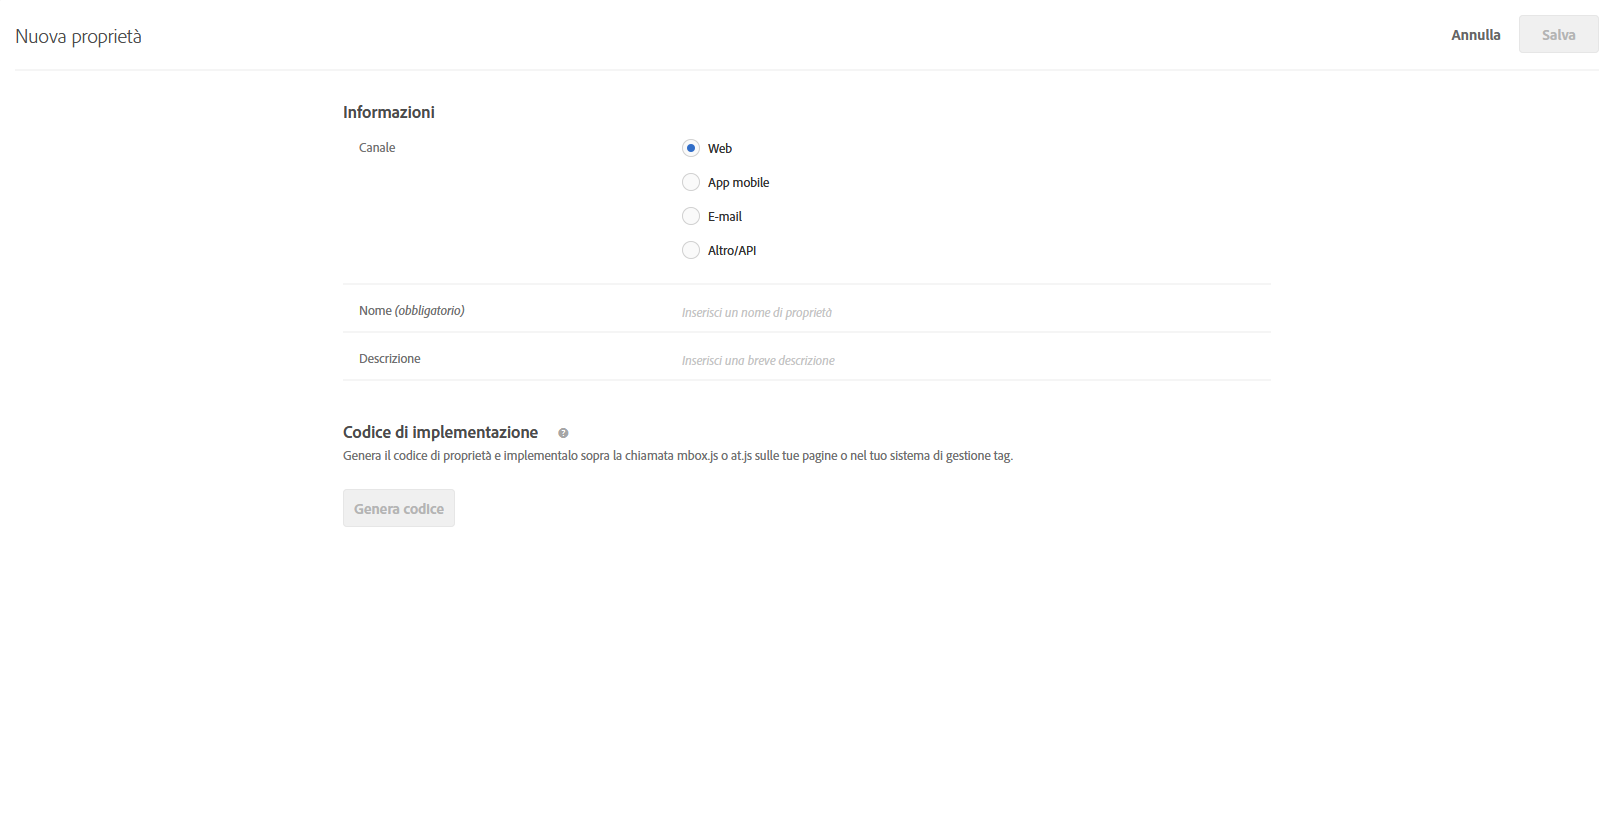 Nuova proprietà
Annulla
Salva
Informazioni
Canale
Web
App mobile
E-mail
Altro/API
Nome (obbligatorio)
Inserisci un nome di proprietà
Descrizione
Inserisci una breve descrizione
Codice di implementazione
Genera il codice di proprietà e implementalo sopra la chiamata mbox.js o at.js sulle tue pagine o nel tuo sistema di gestione tag.
Genera codice